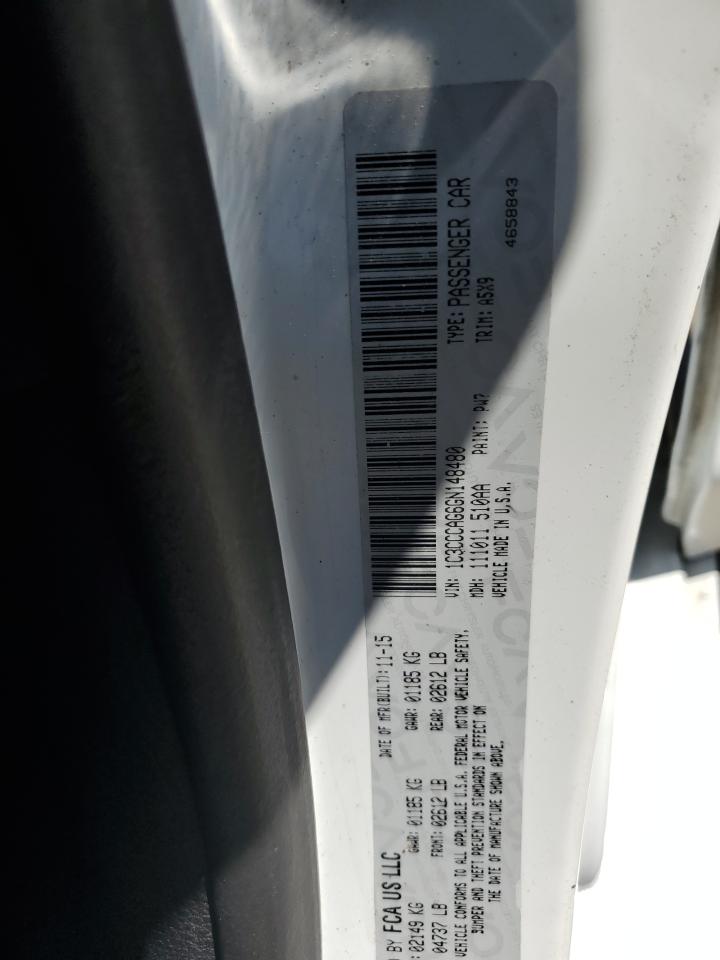 D BY FCA US LLC
DATE OF MFR(BUILT): 11-15
: 02149 KG
GAWR: 01185 KG
GAWR: 01185 KG
04737 LB
FRONT: 02612 LB
REAR: 02612 LB
VEHICLE CONFORMS TO ALL APPLICABLE U.S.A. FEDERAL MOTOR VEHICLE SAFETY,
BUMPER AND THEFT PREVENTION STANDARDS IN EFFECT ON
THE DATE OF MANUFACTURE SHOWN ABOVE.
VIN: 1C3CCCAG6GN148480
TYPE: PASSENGER CAR
MDH: 111011 510AA
PAINT: PW7
TRIM: A5X9
VEHICLE MADE IN U.S.A.
4658843